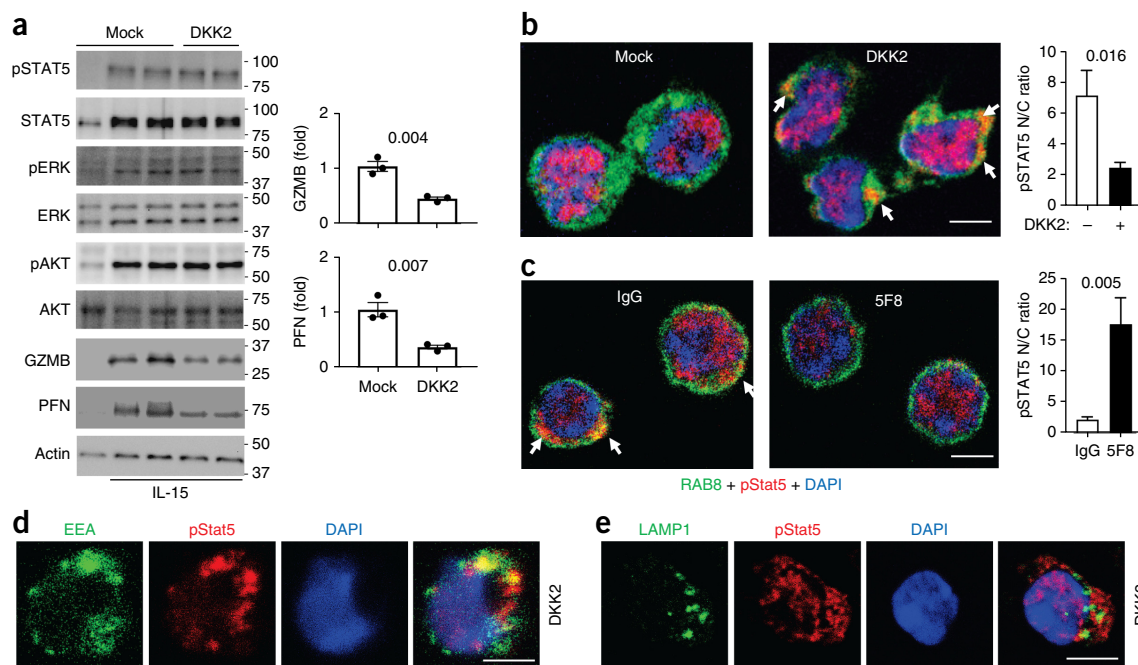 a
Mock DKK2
pSTAT5
100
75
STAT5
100
75
pERK
50
37
ERK
50
37
pAKT
75
50
AKT
75
50
GZMB
37
25
PFN
75
Actin
50
37
IL-15
GZMB (fold)
2
1
0
0.004
PFN (fold)
2
1
0
0.007
Mock DKK2
b
Mock
DKK2
pSTAT5 N/C ratio
10
8
6
4
2
0
0.016
DKK2: – +
c
IgG
5F8
pSTAT5 N/C ratio
25
20
15
10
5
0
0.005
IgG 5F8
RAB8 + pStat5 + DAPI
d
EEA pStat5 DAPI
DKK2
e
LAMP1 pStat5 DAPI
DKK2